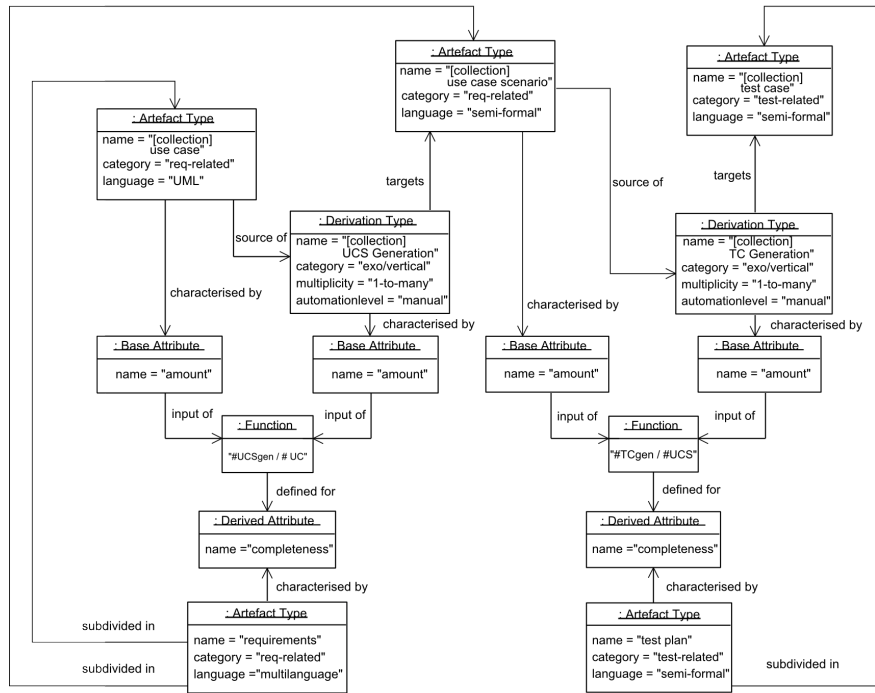 : Artefact Type
name = "[collection]
use case scenario"
category = "req-related"
language = "semi-formal"
: Artefact Type
name = "[collection]
test case"
category = "test-related"
language = "semi-formal"
: Artefact Type
name = "[collection]
use case"
category = "req-related"
language = "UML"
targets
source of
targets
source of
: Derivation Type
name = "[collection]
UCS Generation"
category = "exo/vertical"
multiplicity = "1-to-many"
automationlevel = "manual"
: Derivation Type
name = "[collection]
TC Generation"
category = "exo/vertical"
multiplicity = "1-to-many"
automationlevel = "manual"
characterised by
characterised by
characterised by
characterised by
: Base Attribute
name = "amount"
: Base Attribute
name = "amount"
: Base Attribute
name = "amount"
: Base Attribute
name = "amount"
input of
input of
input of
input of
: Function
"#UCSgen / # UC"
: Function
"#TCgen / #UCS"
defined for
defined for
: Derived Attribute
name ="completeness"
: Derived Attribute
name ="completeness"
characterised by
characterised by
: Artefact Type
name = "requirements"
category = "req-related"
language ="multilanguage"
: Artefact Type
name = "test plan"
category = "test-related"
language = "semi-formal"
subdivided in
subdivided in
subdivided in